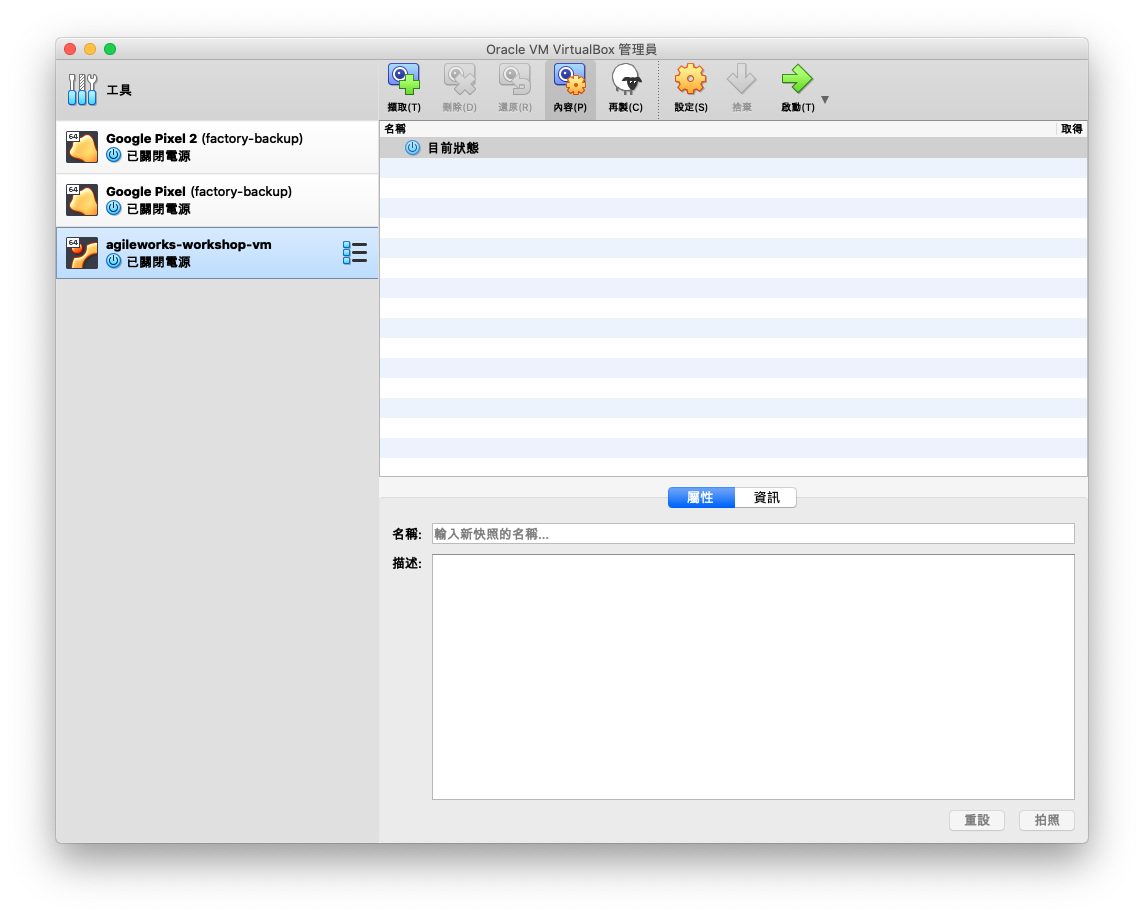 Oracle VM VirtualBox 管理員
工具
擷取(T) 刪除(D) 還原(R) 內容(P) 再製(C) 設定(S) 捨棄 啟動(T)
64
Google Pixel 2 (factory-backup)
已關閉電源
64
Google Pixel (factory-backup)
已關閉電源
64
agileworks-workshop-vm
已關閉電源
名稱 取得
目前狀態
屬性 資訊
名稱: 輸入新快照的名稱...
描述:
重設 拍照